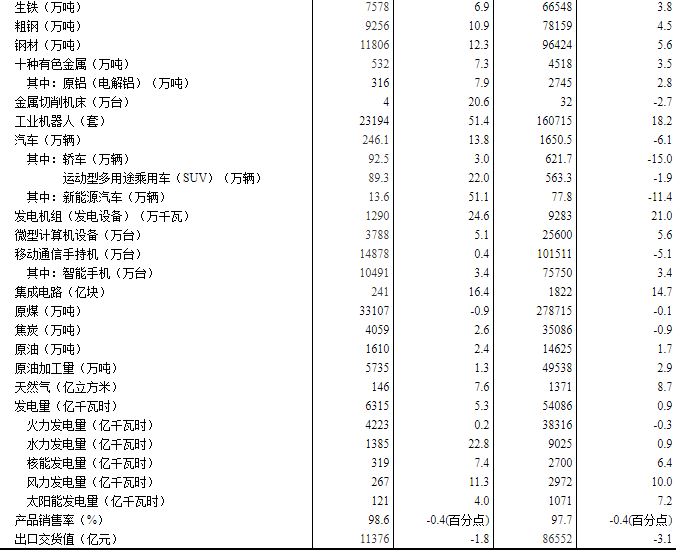 生铁（万吨） 7578 6.9 66548 3.8
粗钢（万吨） 9256 10.9 78159 4.5
钢材（万吨） 11806 12.3 96424 5.6
十种有色金属（万吨） 532 7.3 4518 3.5
其中：原铝（电解铝）（万吨） 316 7.9 2745 2.8
金属切削机床（万台） 4 20.6 32 -2.7
工业机器人（套） 23194 51.4 160715 18.2
汽车（万辆） 246.1 13.8 1650.5 -6.1
其中：轿车（万辆） 92.5 3.0 621.7 -15.0
运动型多用途乘用车（SUV）（万辆） 89.3 22.0 563.3 -1.9
其中：新能源汽车（万辆） 13.6 51.1 77.8 -11.4
发电机组（发电设备）（万千瓦） 1290 24.6 9283 21.0
微型计算机设备（万台） 3788 5.1 25600 5.6
移动通信手持机（万台） 14878 0.4 101511 -5.1
其中：智能手机（万台） 10491 3.4 75750 3.4
集成电路（亿块） 241 16.4 1822 14.7
原煤（万吨） 33107 -0.9 278715 -0.1
焦炭（万吨） 4059 2.6 35086 -0.9
原油（万吨） 1610 2.4 14625 1.7
原油加工量（万吨） 5735 1.3 49538 2.9
天然气（亿立方米） 146 7.6 1371 8.7
发电量（亿千瓦时） 6315 5.3 54086 0.9
火力发电量（亿千瓦时） 4223 0.2 38316 -0.3
水力发电量（亿千瓦时） 1385 22.8 9025 0.9
核能发电量（亿千瓦时） 319 7.4 2700 6.4
风力发电量（亿千瓦时） 267 11.3 2972 10.0
太阳能发电量（亿千瓦时） 121 4.0 1071 7.2
产品销售率（%） 98.6 -0.4(百分点) 97.7 -0.4(百分点)
出口交货值（亿元） 11376 -1.8 86552 -3.1